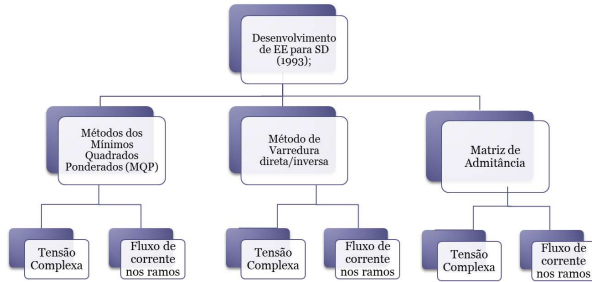 Desenvolvimento
de EE para SD
(1993);
Métodos dos
Mínimos
Quadrados
Ponderados (MQP)
Método de
Varredura
direta/inversa
Matriz de
Admitância
Tensão
Complexa
Fluxo de
corrente
nos ramos
Tensão
Complexa
Fluxo de
corrente
nos ramos
Tensão
Complexa
Fluxo de
corrente
nos ramos